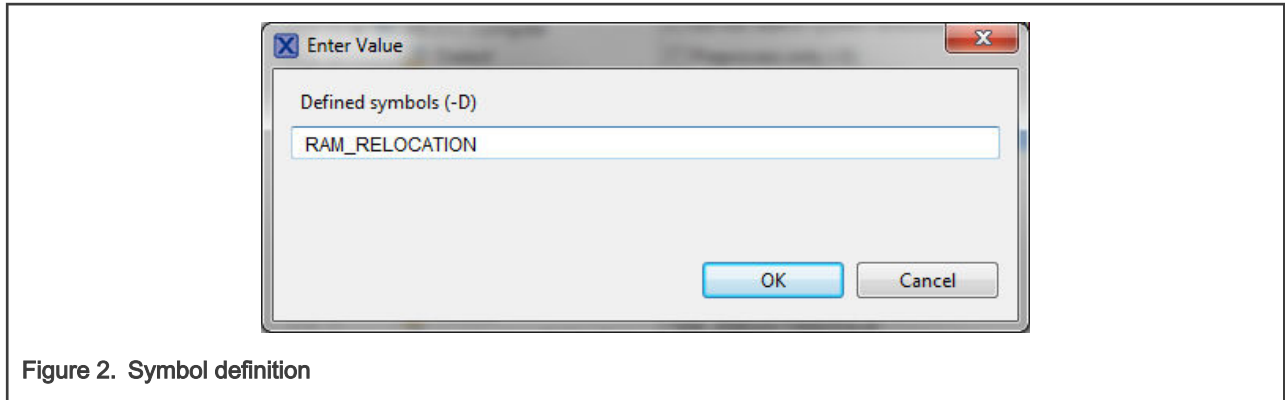 Enter Value
Defined symbols (-D)
RAM_RELOCATION
OK
Cancel
Figure 2. Symbol definition